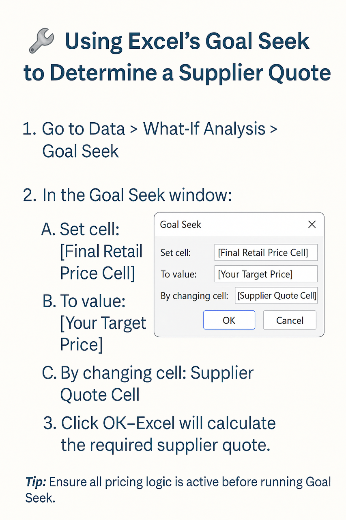 🔧 Using Excel's Goal Seek
to Determine a Supplier Quote
1. Go to Data > What-If Analysis >
Goal Seek
2. In the Goal Seek window:
A. Set cell:
[Final Retail
Price Cell]
B. To value:
[Your Target
Price]
C. By changing cell: Supplier
Quote Cell
Goal Seek ×
Set cell: [Final Retail Price Cell]
To value: [Your Target Price]
By changing cell: [Supplier Quote Cell]
OK Cancel
3. Click OK–Excel will calculate
the required supplier quote.
Tip: Ensure all pricing logic is active before running Goal
Seek.